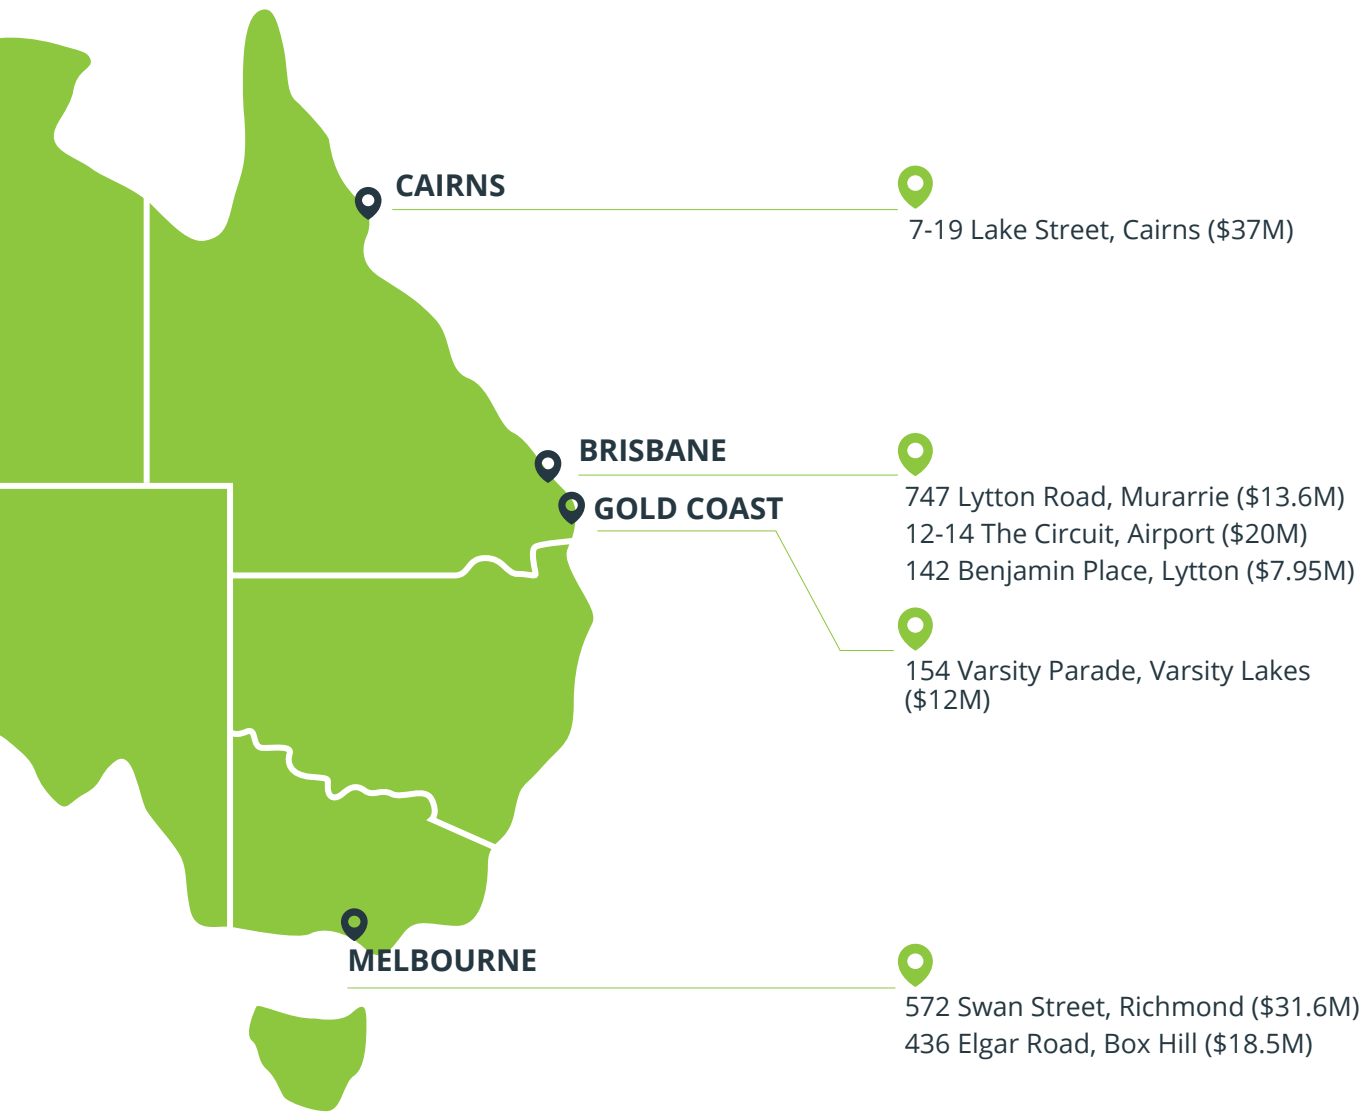 CAIRNS
7-19 Lake Street, Cairns ($37M)
BRISBANE
747 Lytton Road, Murarrie ($13.6M)
12-14 The Circuit, Airport ($20M)
142 Benjamin Place, Lytton ($7.95M)
GOLD COAST
154 Varsity Parade, Varsity Lakes
($12M)
MELBOURNE
572 Swan Street, Richmond ($31.6M)
436 Elgar Road, Box Hill ($18.5M)